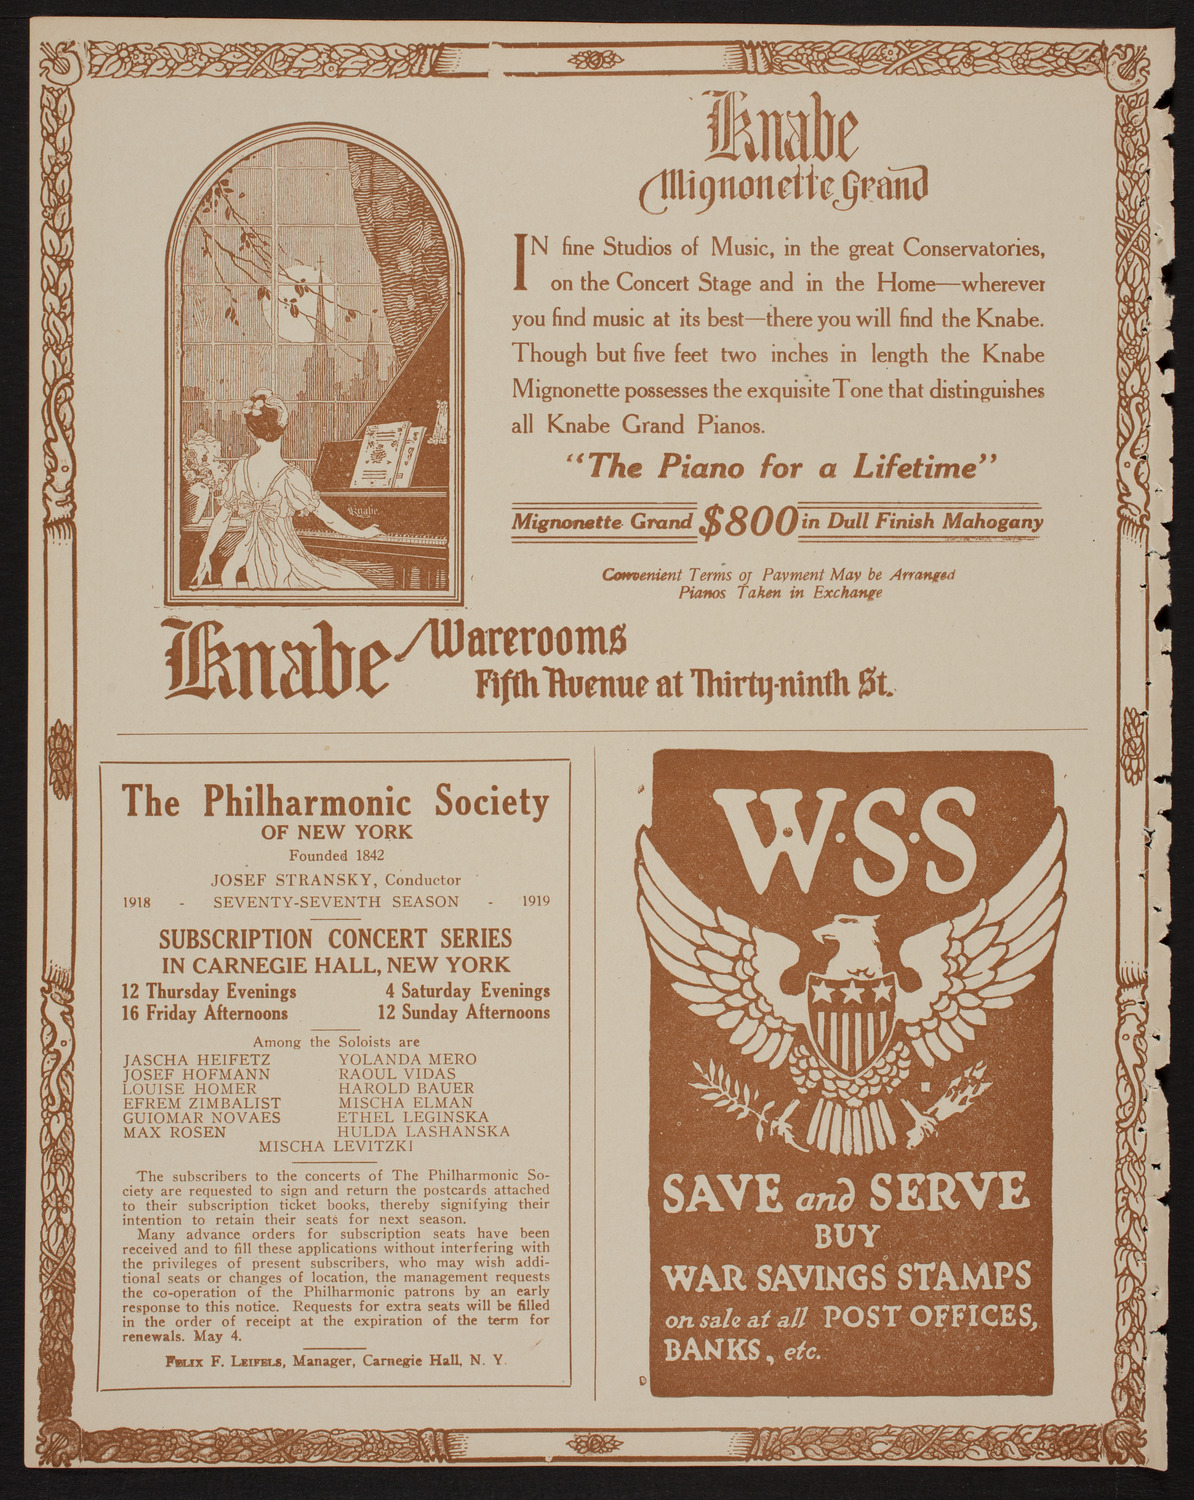 Knabe
Mignonette Grand
IN fine Studios of Music, in the great Conservatories,
on the Concert Stage and in the Home—wherever
you find music at its best—there you will find the Knabe.
Though but five feet two inches in length the Knabe
Mignonette possesses the exquisite Tone that distinguishes
all Knabe Grand Pianos.
"The Piano for a Lifetime"
Mignonette Grand $800 in Dull Finish Mahogany
Convenient Terms of Payment May be Arranged
Pianos Taken in Exchange
Knabe
Knabe Warerooms
Fifth Avenue at Thirty-ninth St.
The Philharmonic Society
OF NEW YORK
Founded 1842
JOSEF STRANSKY, Conductor
1918 - SEVENTY-SEVENTH SEASON - 1919
SUBSCRIPTION CONCERT SERIES
IN CARNEGIE HALL, NEW YORK
12 Thursday Evenings 4 Saturday Evenings
16 Friday Afternoons 12 Sunday Afternoons
Among the Soloists are
JASCHA HEIFETZ YOLANDA MERO
JOSEF HOFMANN RAOUL VIDAS
LOUISE HOMER HAROLD BAUER
EFREM ZIMBALIST MISCHA ELMAN
GUIOMAR NOVAES ETHEL LEGINSKA
MAX ROSEN HULDA LASHANSKA
MISCHA LEVITZKI
The subscribers to the concerts of The Philharmonic So-
ciety are requested to sign and return the postcards attached
to their subscription ticket books, thereby signifying their
intention to retain their seats for next season.
Many advance orders for subscription seats have been
received and to fill these applications without interfering with
the privileges of present subscribers, who may wish addi-
tional seats or changes of location, the management requests
the co-operation of the Philharmonic patrons by an early
response to this notice. Requests for extra seats will be filled
in the order of receipt at the expiration of the term for
renewals. May 4.
FELIX F. LEIFELS, Manager, Carnegie Hall, N. Y.
W·S·S
SAVE and SERVE
BUY
WAR SAVINGS STAMPS
on sale at all POST OFFICES,
BANKS, etc.